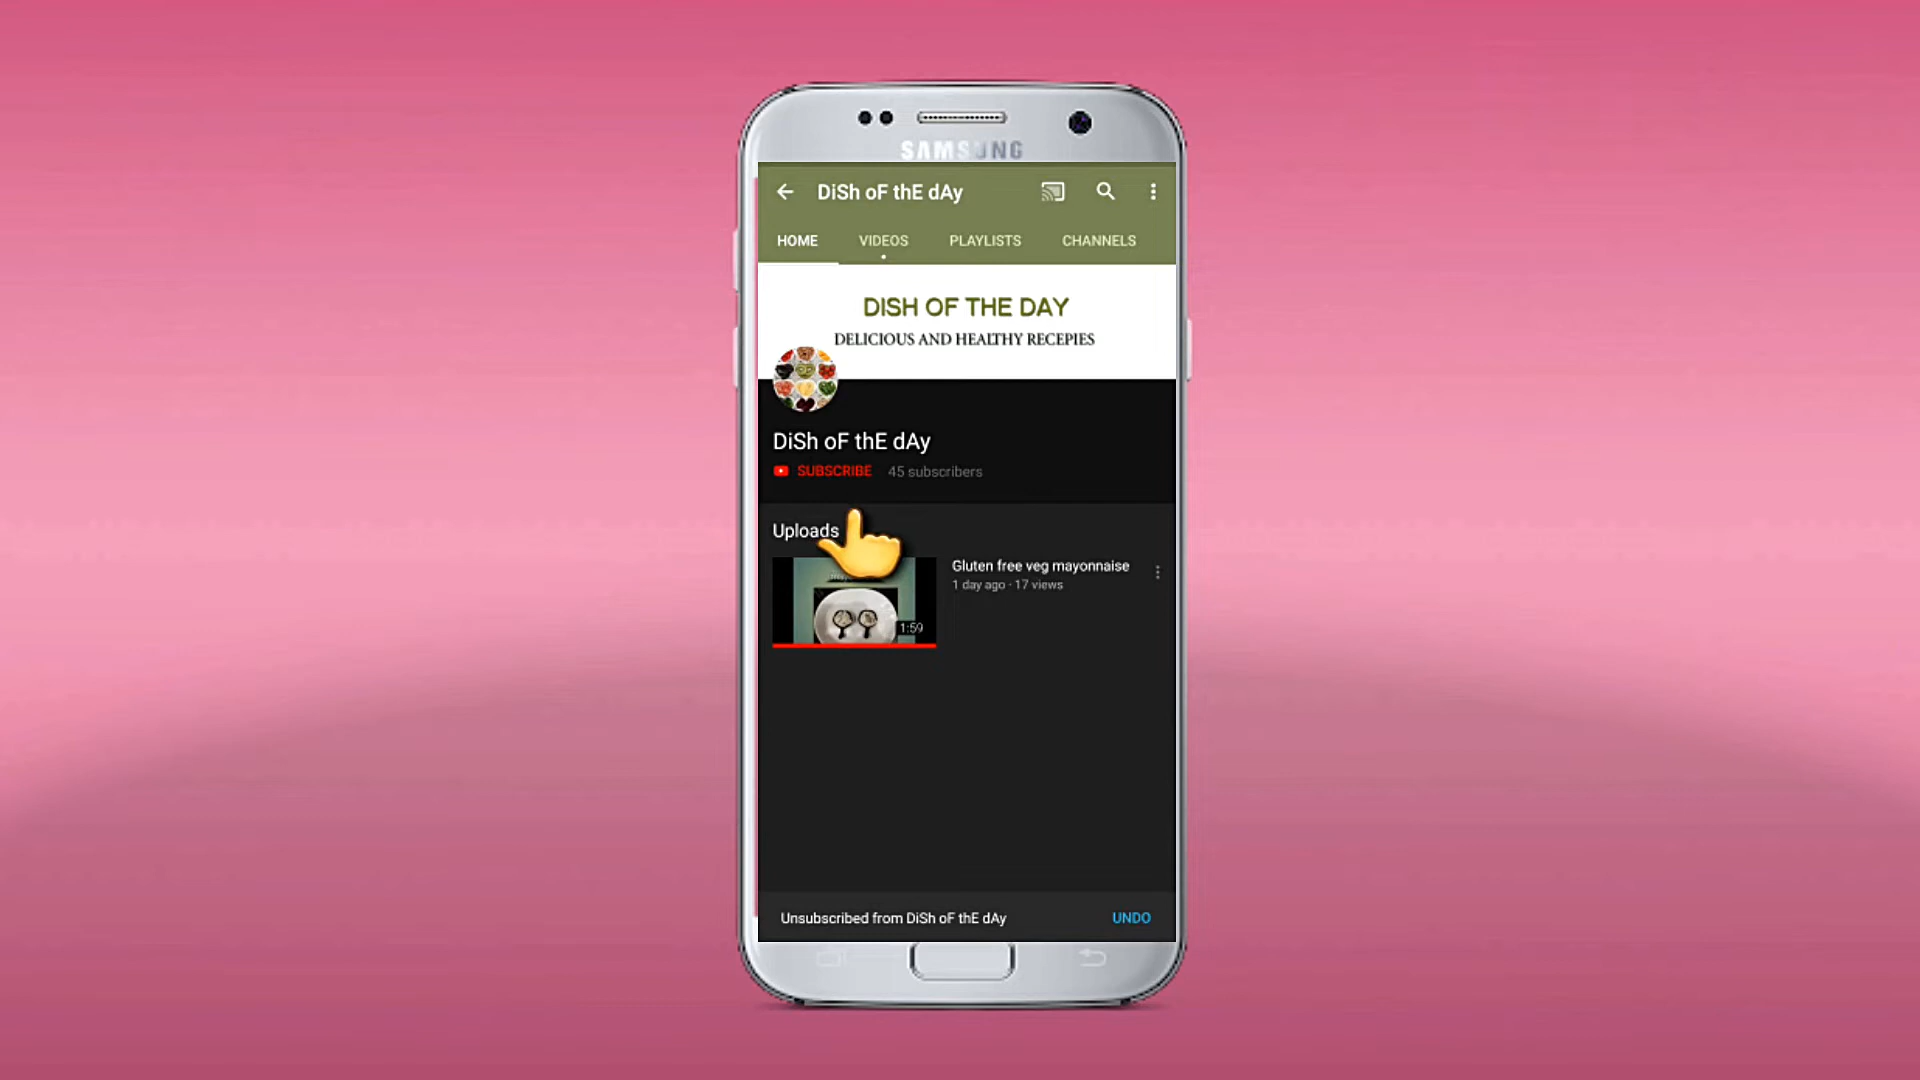 SAMSUNG
DiSh oF thE dAy
HOME VIDEOS PLAYLISTS CHANNELS
DISH OF THE DAY
DELICIOUS AND HEALTHY RECEPIES
DiSh oF thE dAy
SUBSCRIBE 45 subscribers
Uploads
Gluten free veg mayonnaise
1 day ago · 17 views
1:59
Unsubscribed from DiSh oF thE dAy UNDO